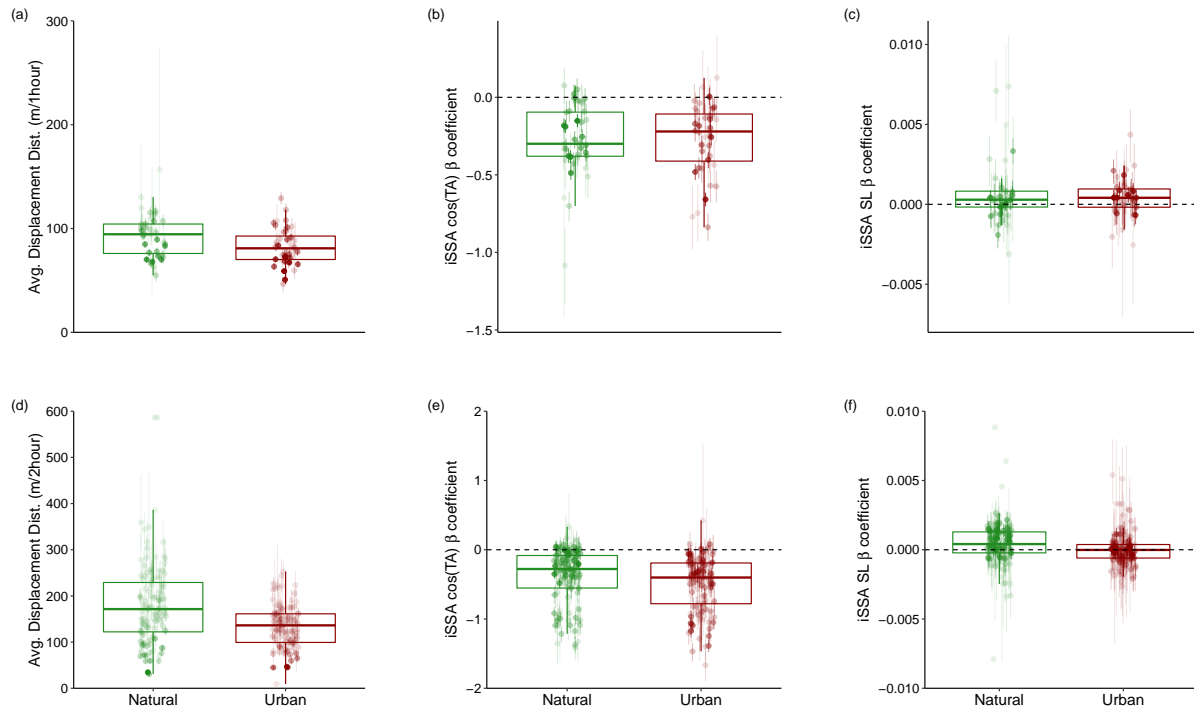 (a)
Avg. Displacement Dist. (m/1hour)
300
200
100
0
(b)
iSSA cos(TA) β coefficient
0.0
−0.5
−1.0
−1.5
(c)
iSSA SL β coefficient
0.010
0.005
0.000
−0.005
(d)
Avg. Displacement Dist. (m/2hour)
600
500
400
300
200
100
0
Natural Urban
(e)
iSSA cos(TA) β coefficient
2
1
0
−1
−2
Natural Urban
(f)
iSSA SL β coefficient
0.010
0.005
0.000
−0.005
−0.010
Natural Urban